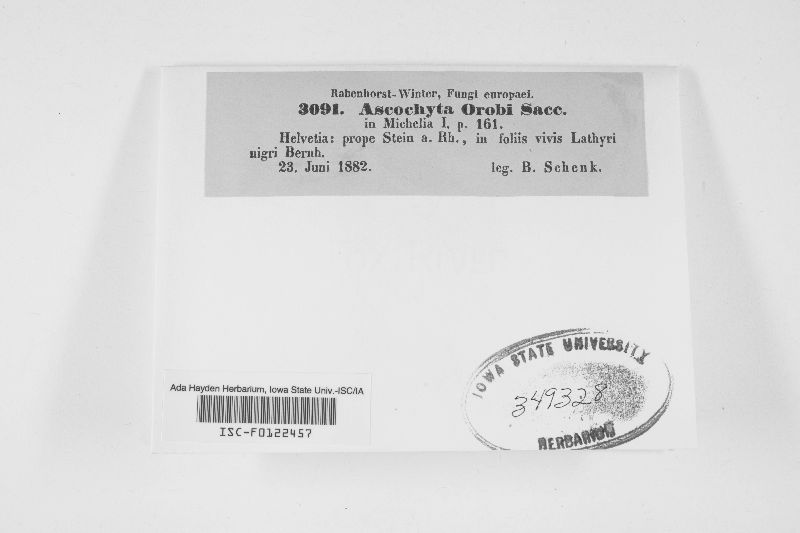 Rabenhorst-Winter, Fungi europaei.
3091. Ascochyta Orobi Sacc.
in Michelia I, p. 161.
Helvetia: prope Stein a. Rh., in foliis vivis Lathyri
nigri Bernh.
23. Juni 1882. leg. B. Schenk.
IOWA STATE UNIVERSITY
349328
HERBARIUM
Ada Hayden Herbarium, Iowa State Univ.-ISC/IA
ISC-F0122457